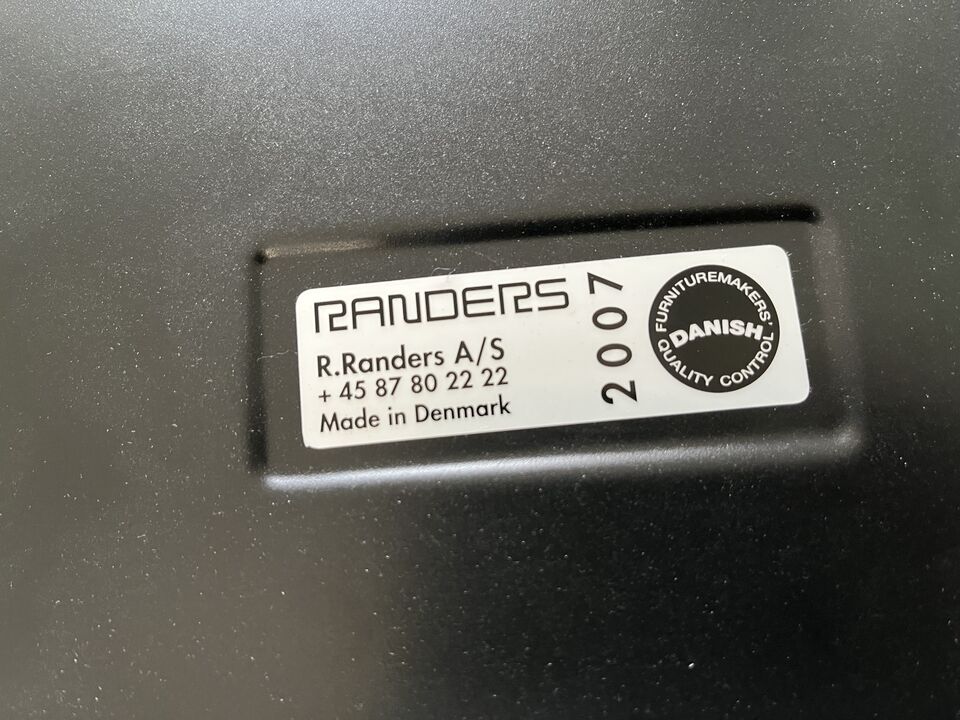 RANDERS
R.Randers A/S
+ 45 87 80 22 22
Made in Denmark
2007
FURNITUREMAKERS'
DANISH
QUALITY CONTROL